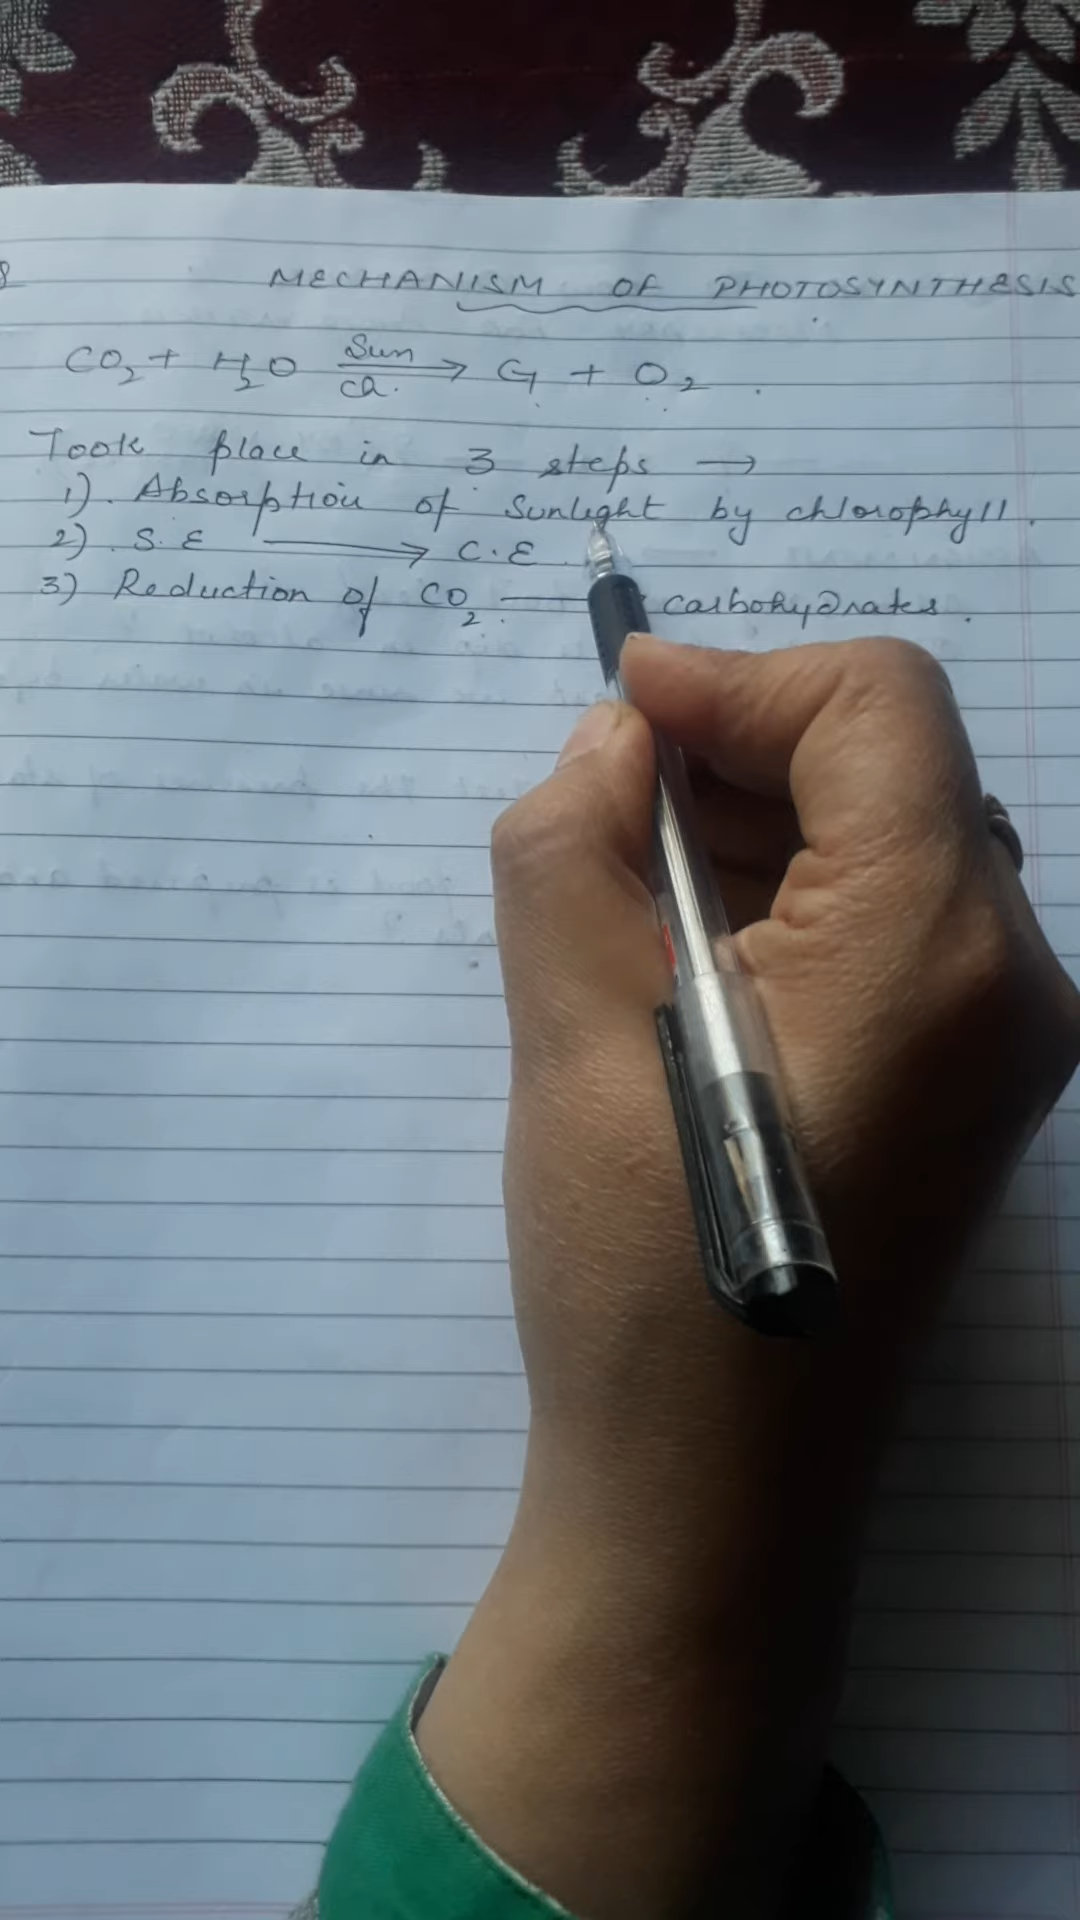 MECHANISM OF PHOTOSYNTHESIS
CO2 + H2O Sun → G + O2 .
Took place in 3 steps →
1). Absorption of Sunlight by chlorophyll .
2) . S.E → C.E
3) Reduction of CO2 carbohydrates .